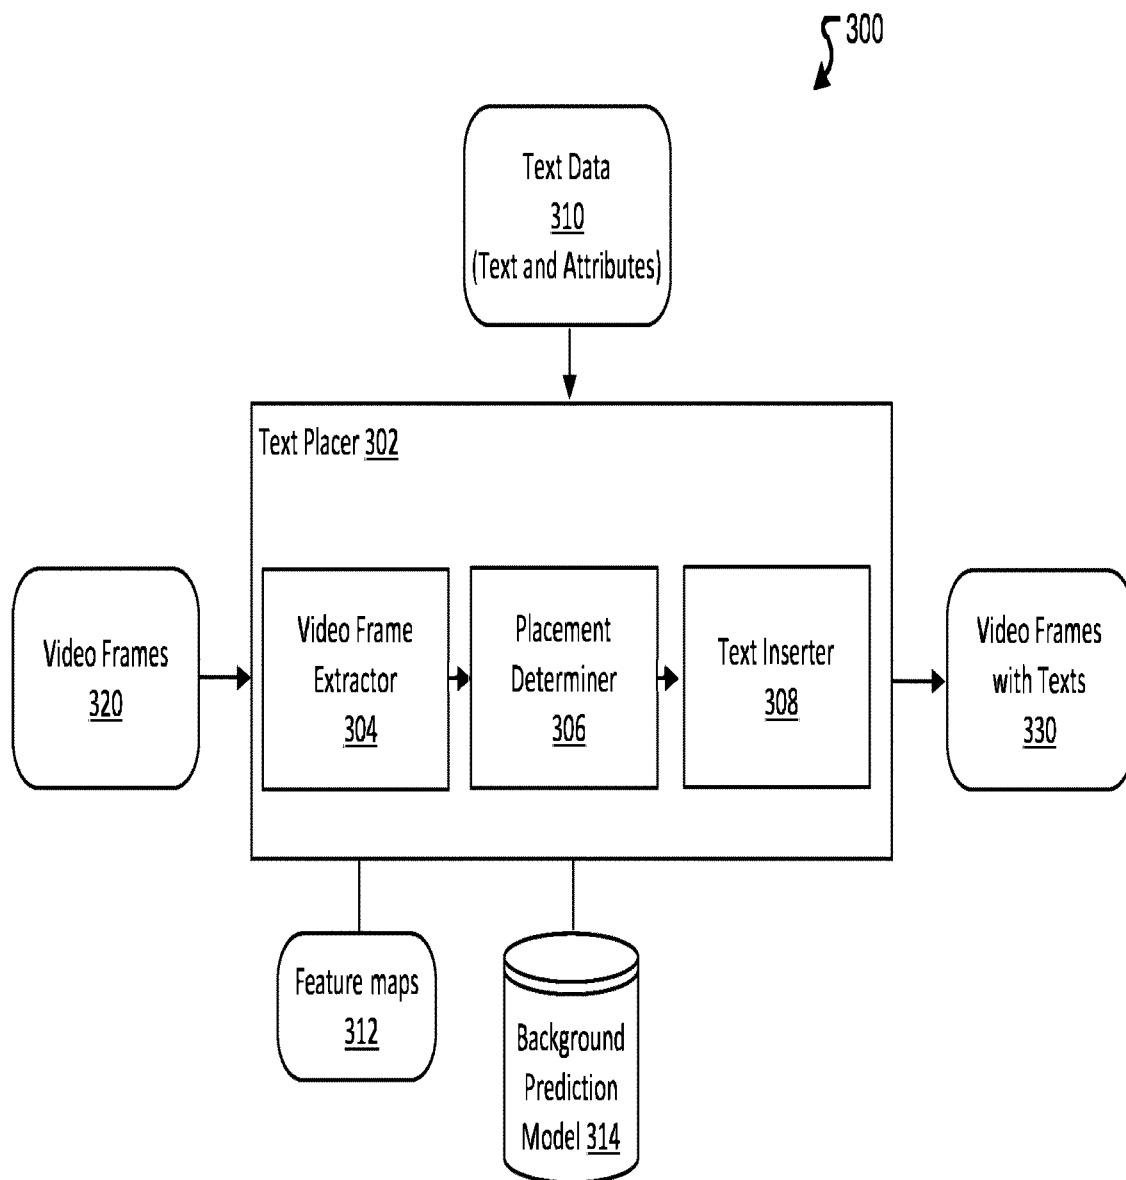 300
Text Data
310
(Text and Attributes)
Text Placer 302
Video Frames
320
Video Frame
Extractor
304
Placement
Determiner
306
Text Inserter
308
Video Frames
with Texts
330
Feature maps
312
Background
Prediction
Model 314